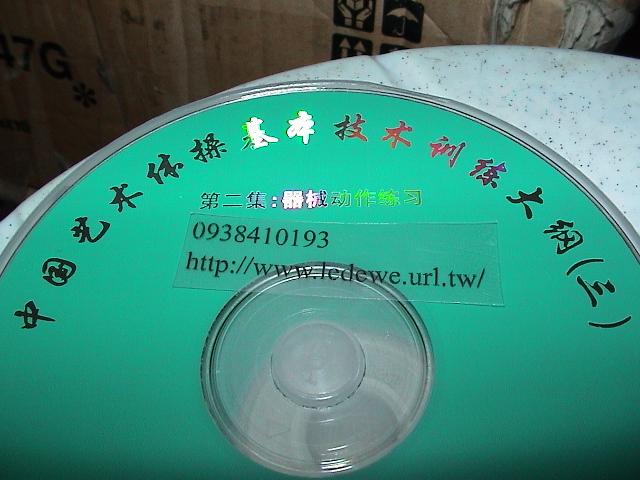 47G
中国艺术体操基本技术训练大纲(三)
第二集:器械动作练习
0938410193
http://www.ledewe.url.tw/